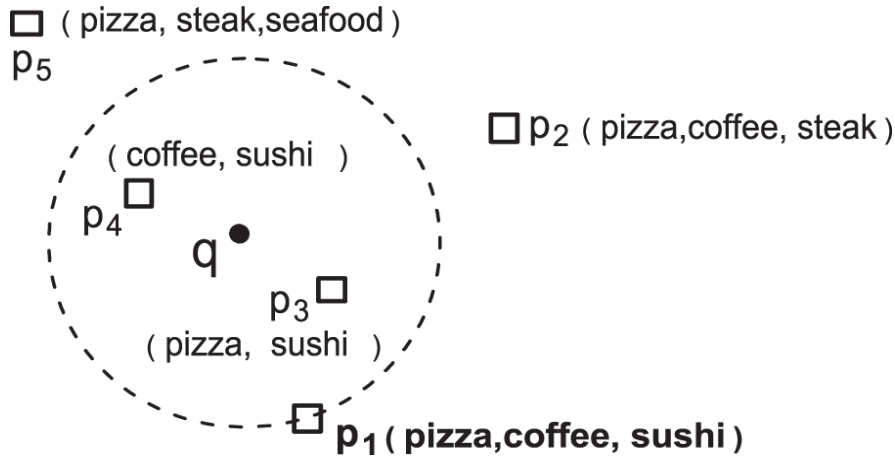 ( pizza, steak,seafood )
p5
p2 ( pizza,coffee, steak )
( coffee, sushi )
p4
q
p3
( pizza, sushi )
p1 ( pizza,coffee, sushi )